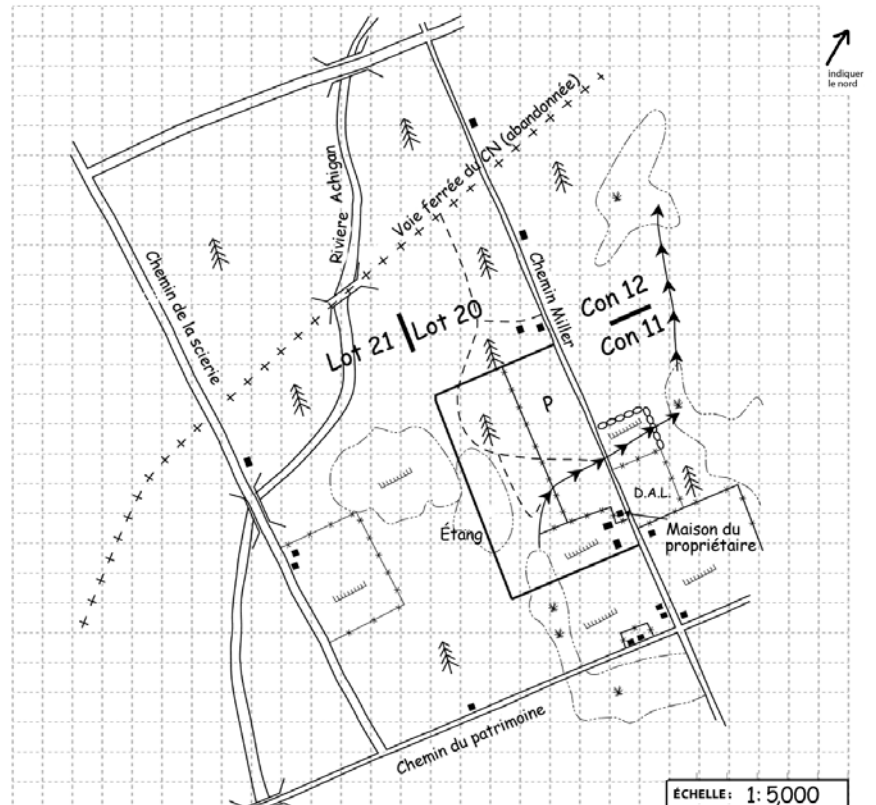 indiquer
le nord
Voie ferrée du CN (abandonnée)
Riviere Achigan
Chemin de la scierie
Chemin Miller
Con 12
Con 11
Lot 21
Lot 20
P
D.A.L.
Étang
Maison du
propriétaire
Chemin du patrimoine
ÉCHELLE: 1: 5,000